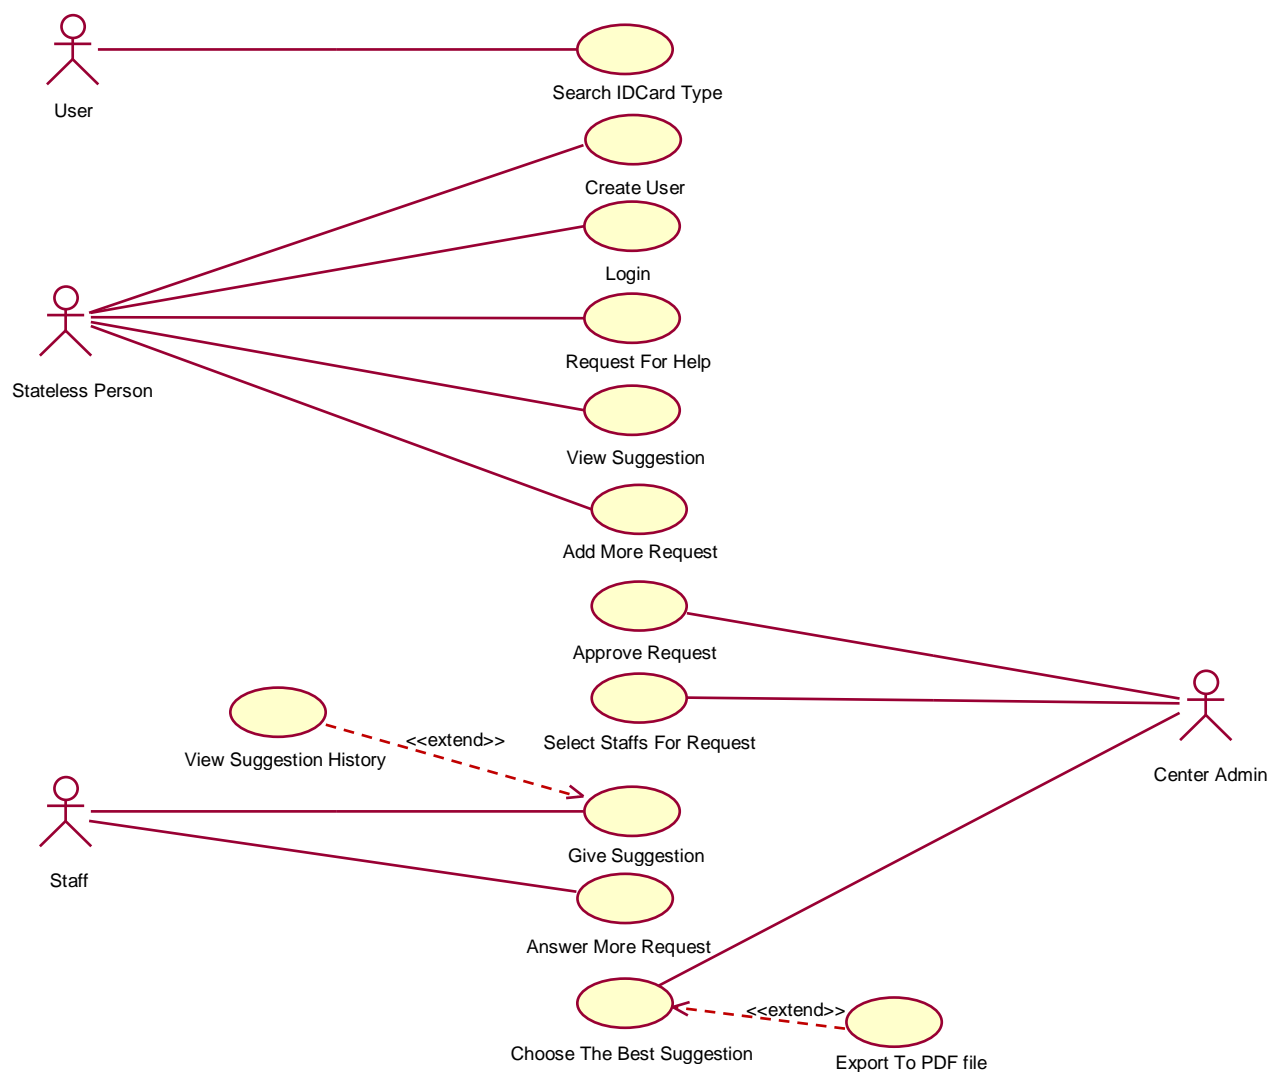 User
Search IDCard Type
Create User
Login
Request For Help
Stateless Person
View Suggestion
Add More Request
Approve Request
<<extend>>
Select Staffs For Request
View Suggestion History
Center Admin
Give Suggestion
Staff
Answer More Request
<<extend>>
Choose The Best Suggestion
Export To PDF file